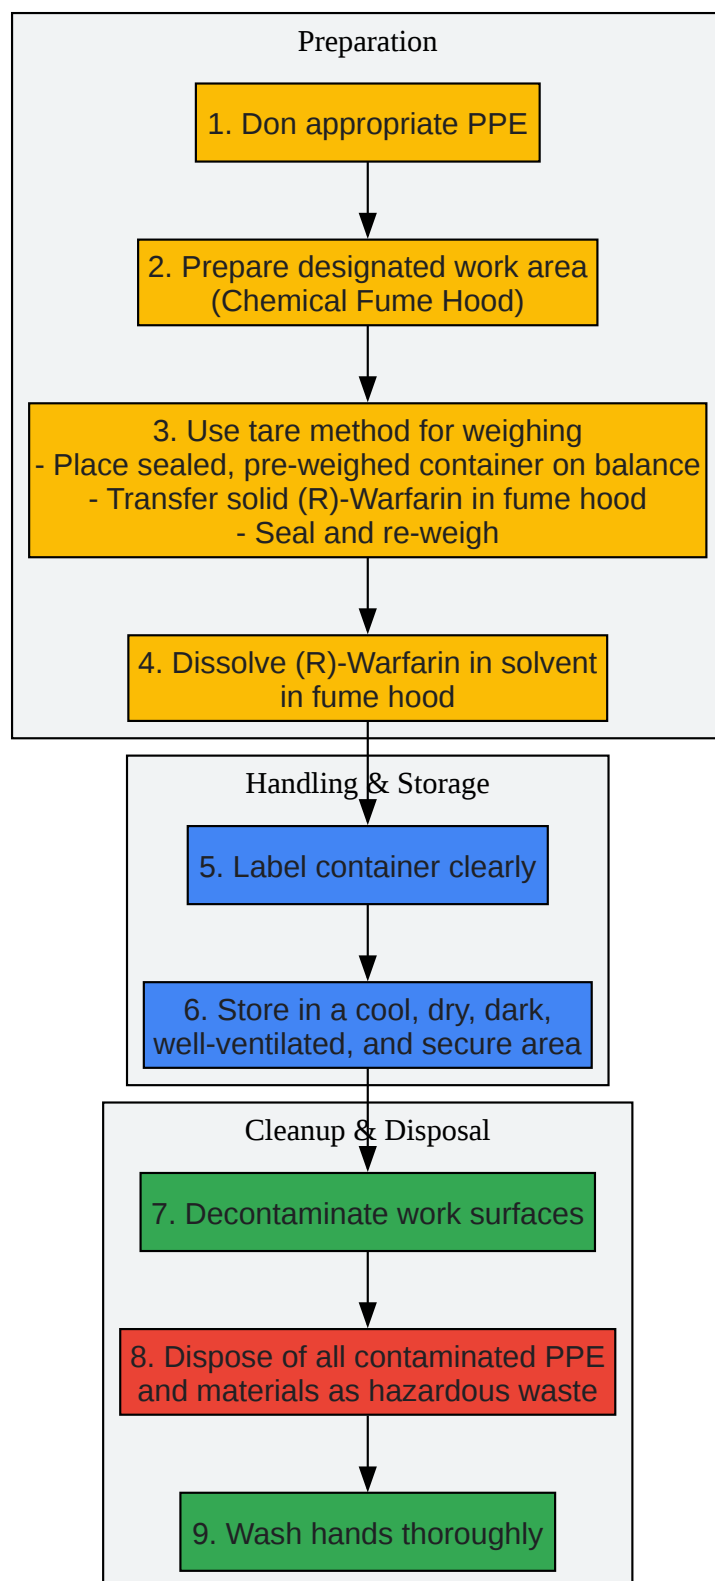 Preparation
1. Don appropriate PPE
2. Prepare designated work area
(Chemical Fume Hood)
3. Use tare method for weighing
- Place sealed, pre-weighed container on balance
- Transfer solid (R)-Warfarin in fume hood
- Seal and re-weigh
4. Dissolve (R)-Warfarin in solvent
in fume hood
Handling & Storage
5. Label container clearly
6. Store in a cool, dry, dark,
well-ventilated, and secure area
Cleanup & Disposal
7. Decontaminate work surfaces
8. Dispose of all contaminated PPE
and materials as hazardous waste
9. Wash hands thoroughly